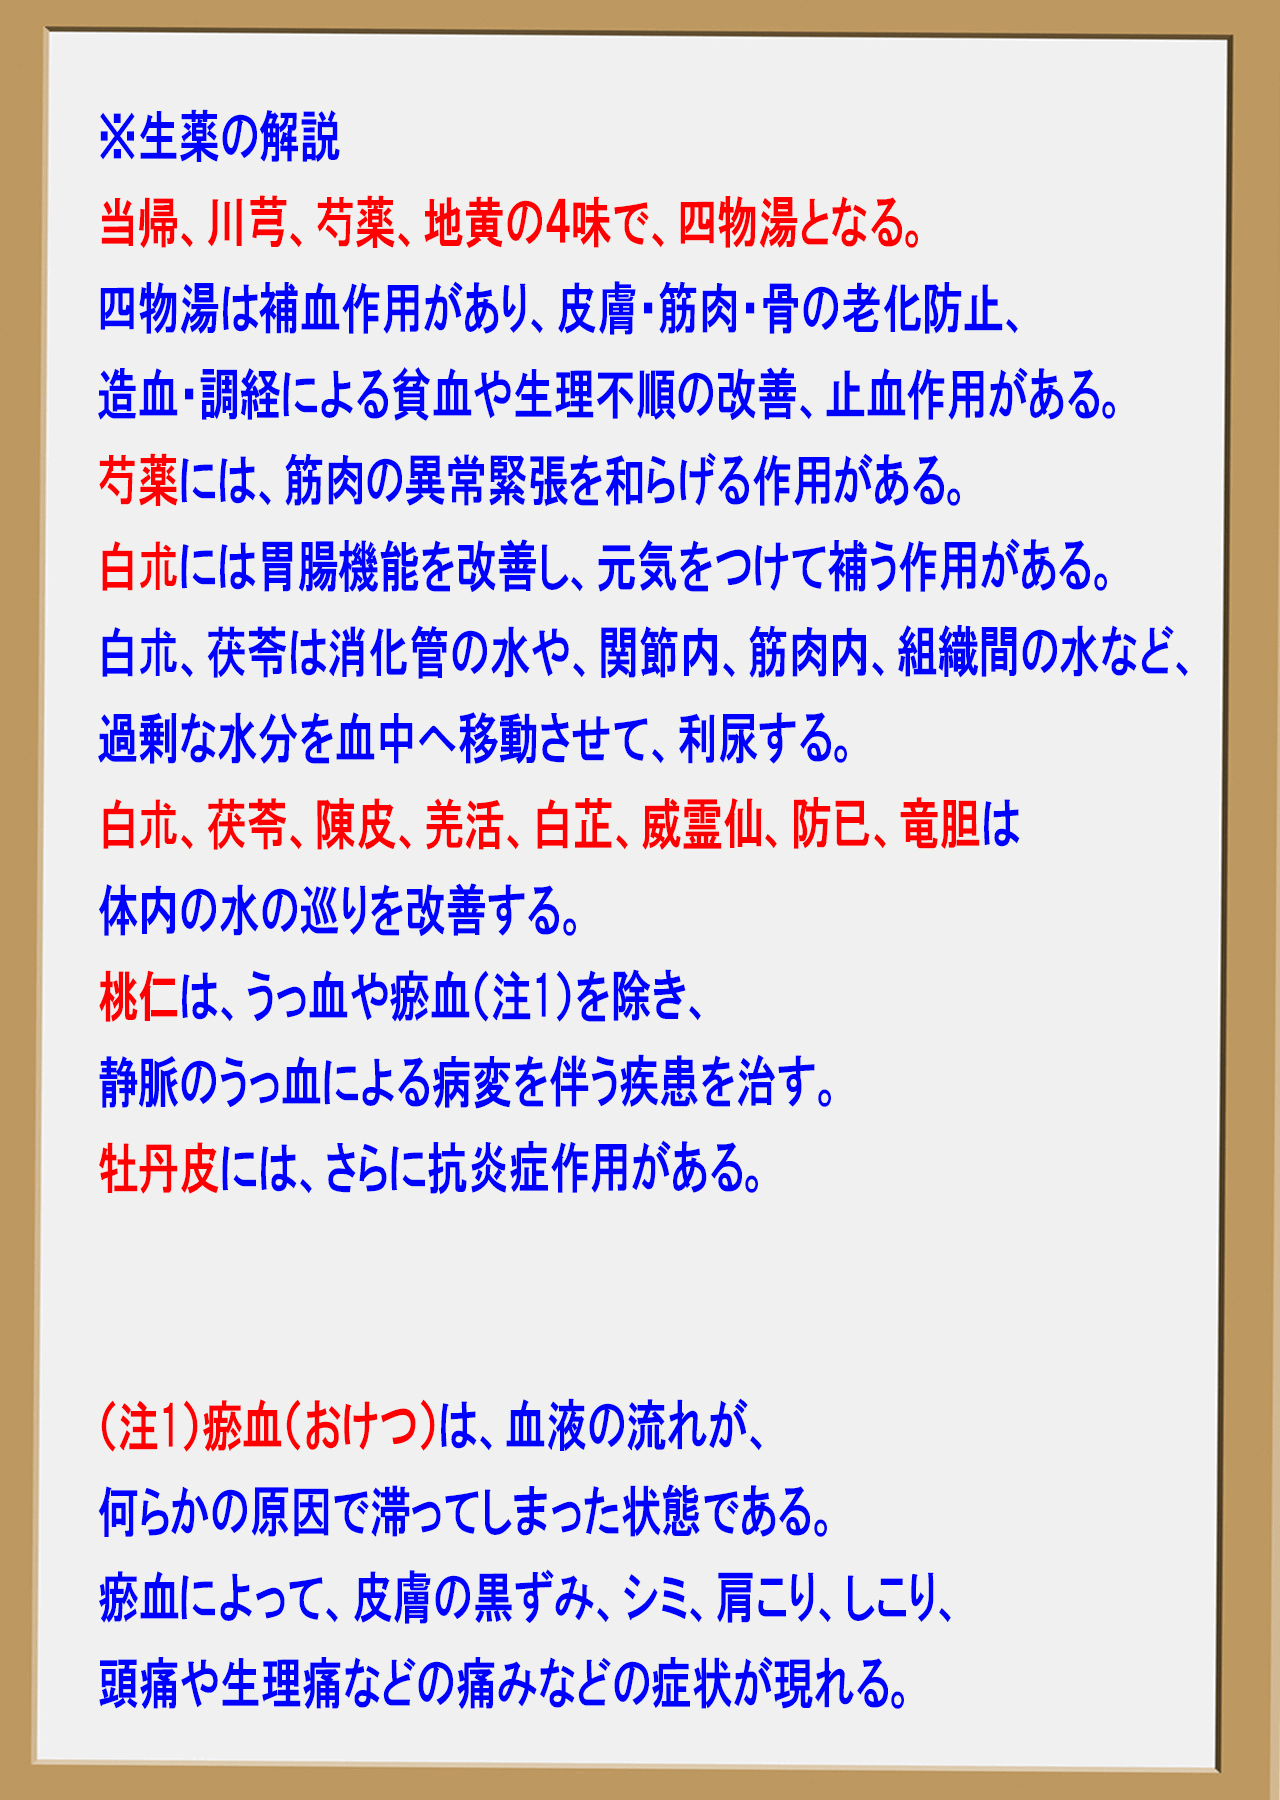 ※生薬の解説
当帰、川芎、芍薬、地黄の4味で、四物湯となる。
四物湯は補血作用があり、皮膚・筋肉・骨の老化防止、
造血・調経による貧血や生理不順の改善、止血作用がある。
芍薬には、筋肉の異常緊張を和らげる作用がある。
白朮には胃腸機能を改善し、元気をつけて補う作用がある。
白朮、茯苓は消化管の水や、関節内、筋肉内、組織間の水など、
過剰な水分を血中へ移動させて、利尿する。
白朮、茯苓、陳皮、羌活、白芷、威霊仙、防已、竜胆は
体内の水の巡りを改善する。
桃仁は、うっ血や瘀血（注1）を除き、
静脈のうっ血による病変を伴う疾患を治す。
牡丹皮には、さらに抗炎症作用がある。
（注1）瘀血（おけつ）は、血液の流れが、
何らかの原因で滞ってしまった状態である。
瘀血によって、皮膚の黒ずみ、シミ、肩こり、しこり、
頭痛や生理痛などの痛みなどの症状が現れる。